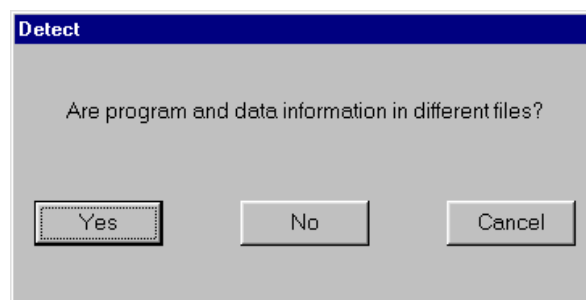 Detect
Are program and data information in different files?
Yes No Cancel